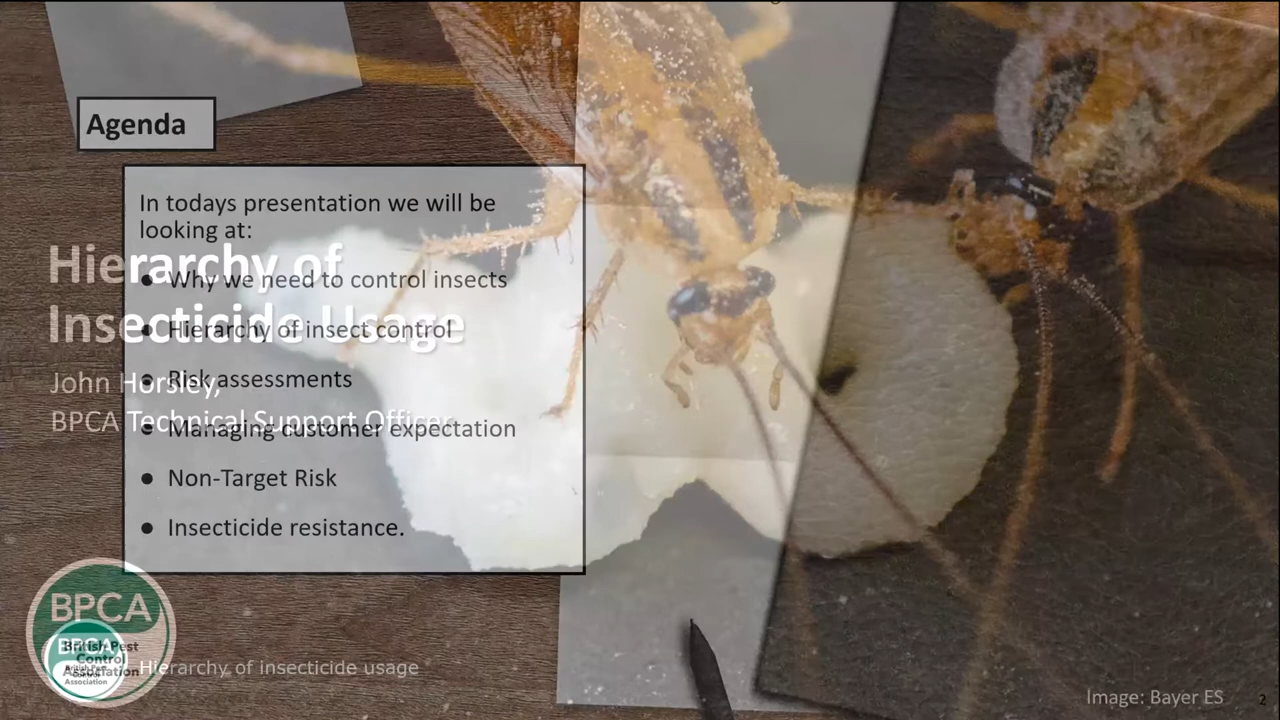 Agenda
In todays presentation we will be
looking at:
Hierarchy of
● Why we need to control insects
Insecticide Usage
● Hierarchy of insect control
John Horsley,
● Risk assessments
BPCA Technical Support Officer
● Managing customer expectation
● Non-Target Risk
● Insecticide resistance.
BPCA
BPCA
British Pest
Control
Association
Hierarchy of insecticide usage
Image: Bayer ES
2